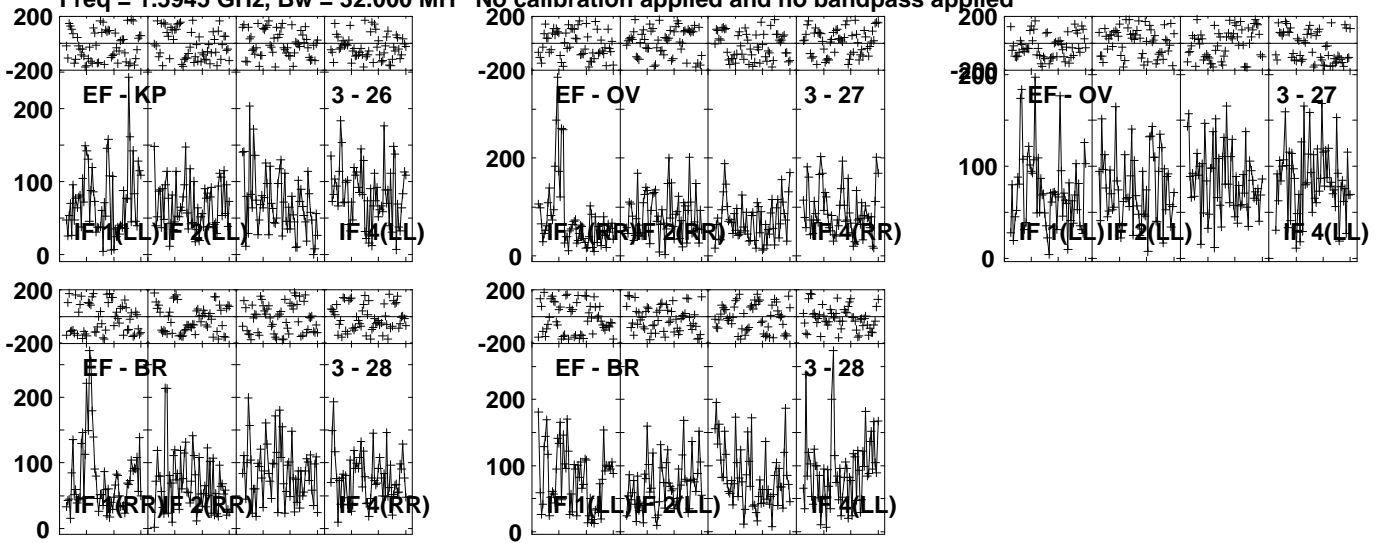 Freq = 1.5945 GHz, Bw = 32.000 MH No calibration applied and no bandpass applied
200
-200
EF - KP 3 - 26
200
100
IF 1(LL) IF 2(LL) IF 4(LL)
0
200
-200
EF - OV 3 - 27
200
IF 1(RR) IF 2(RR) IF 4(RR)
0
200
-200
200
EF - OV 3 - 27
100
IF 1(LL) IF 2(LL) IF 4(LL)
0
200
-200
EF - BR 3 - 28
200
100
IF 1(RR) IF 2(RR) IF 4(RR)
0
200
-200
EF - BR 3 - 28
200
100
IF 1(LL) IF 2(LL) IF 4(LL)
0